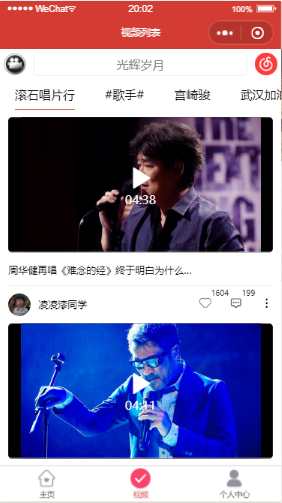 WeChat 20:02 100%
视频列表
光辉岁月
滚石唱片行 #歌手# 宫崎骏 武汉加油
04:38
周华健再唱《难念的经》终于明白为什么...
凌凌漆同学 1604 199
04:11
主页 视频 个人中心